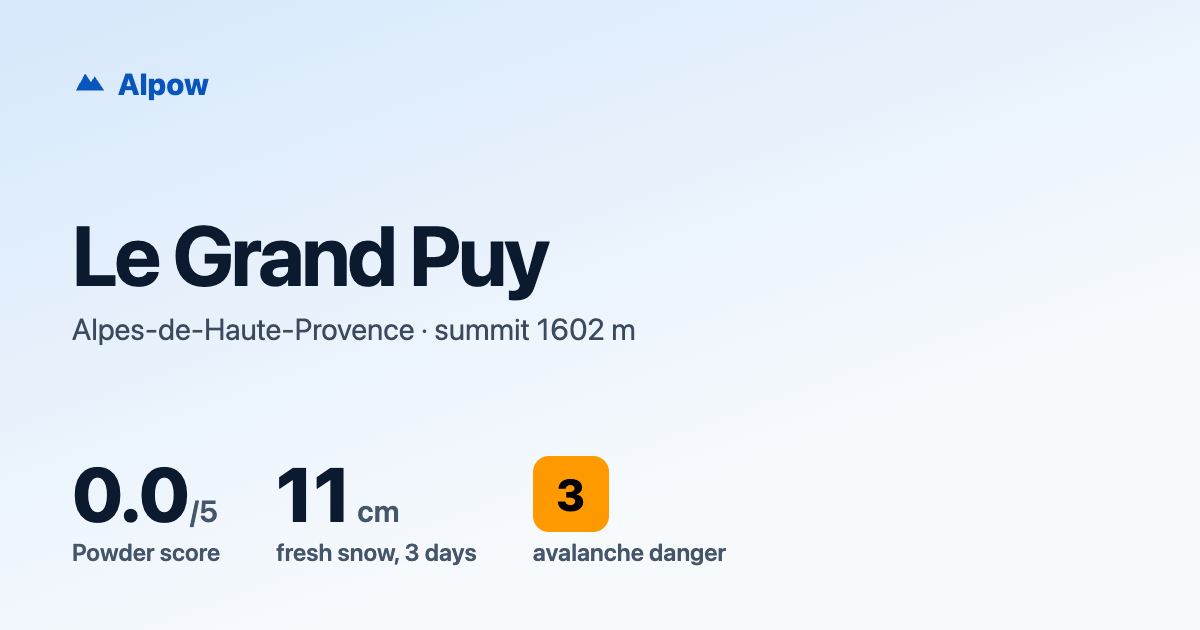 Alpow
Le Grand Puy
Alpes-de-Haute-Provence · summit 1602 m
0.0/5 11 cm 3
Powder score fresh snow, 3 days avalanche danger